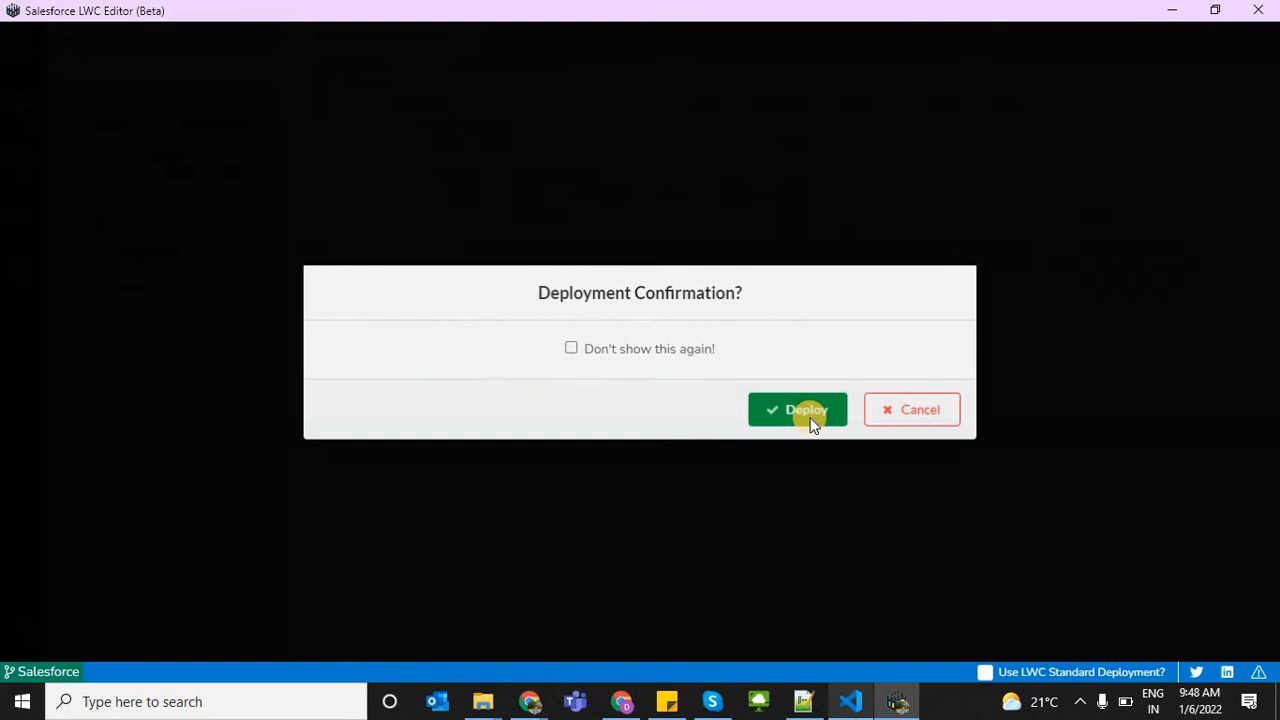 Salesforce LWC Editor (Beta)
Deployment Confirmation?
Don't show this again!
Deploy
Cancel
Salesforce
Use LWC Standard Deployment?
Type here to search
21°C
ENG
IN
9:48 AM
1/6/2022